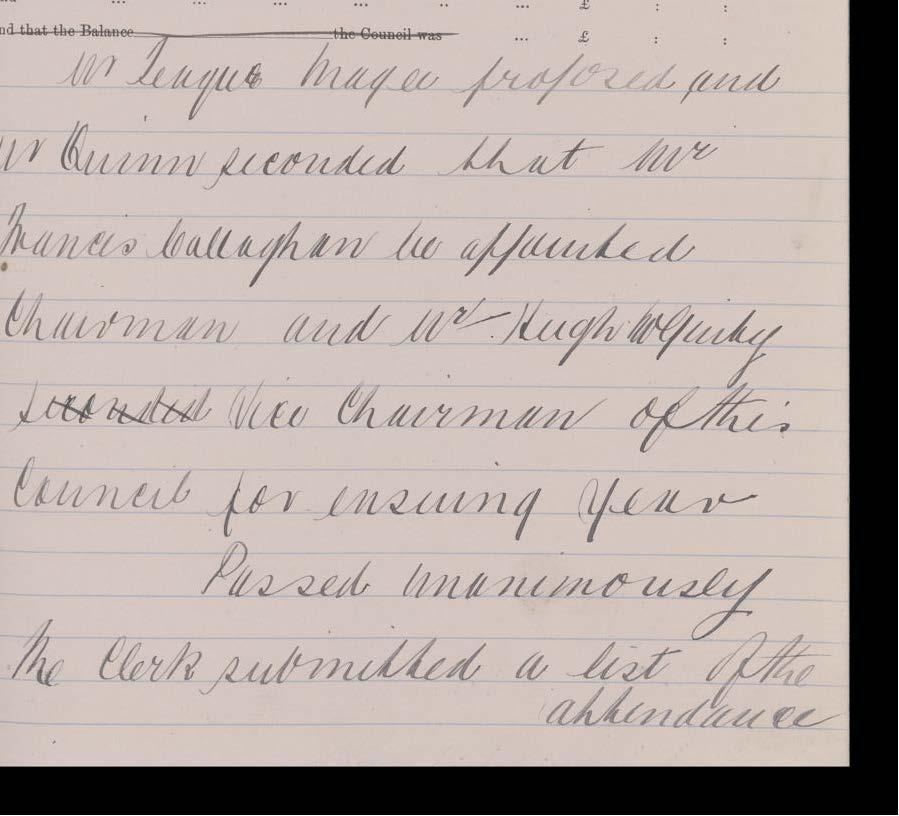 ... ... ... ... .. ... £ : :
nd that the Balance the Council was ... £ : :
Mr Teague Magee proposed and
Mr Quinn seconded that Mr
Francis Callaghan be appointed
Chairman and Mr Hugh McGurky
seconded Vice Chairman of this
Council for ensuing year
Passed unanimously
The Clerk submitted a list of the
attendance